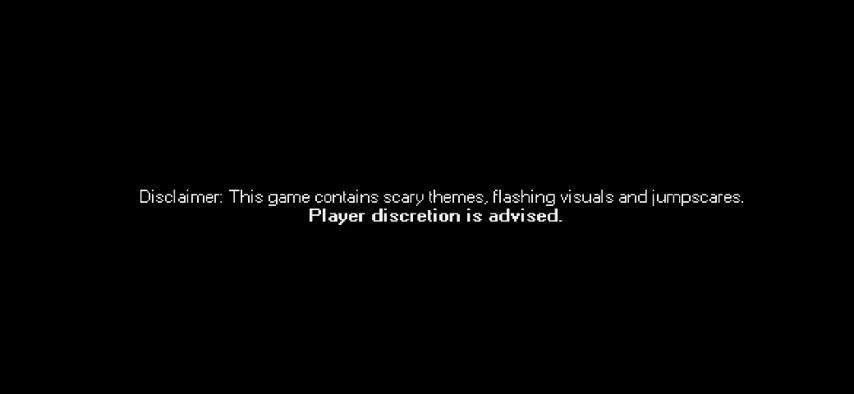 Disclaimer: This game contains scary themes, flashing visuals and jumpscares.
Player discretion is advised.